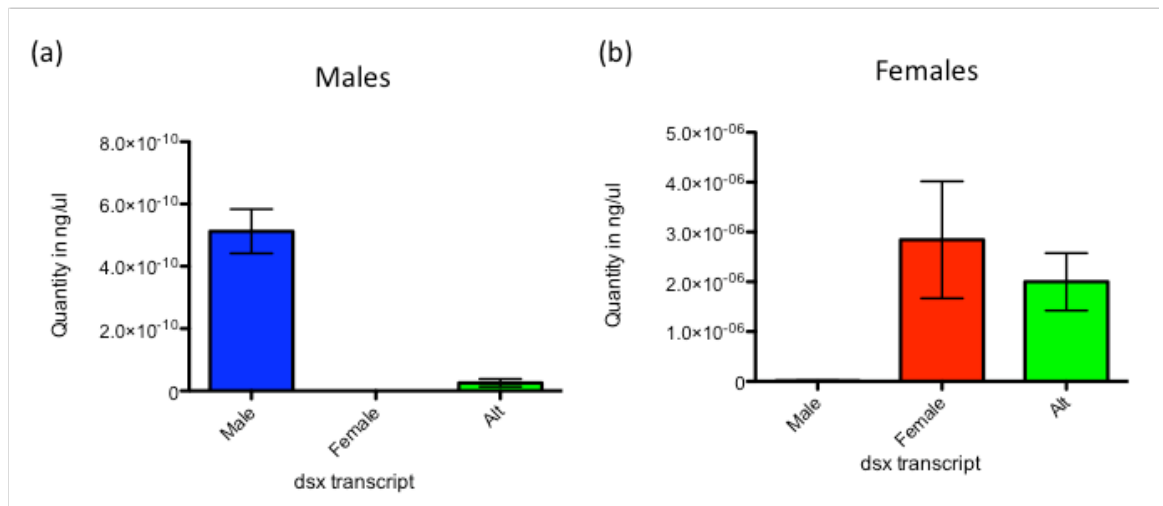 (a)
Males
8.0×10-10
6.0×10-10
4.0×10-10
2.0×10-10
0
Quantity in ng/ul
Male
Female
Alt
dsx transcript
(b)
Females
5.0×10-06
4.0×10-06
3.0×10-06
2.0×10-06
1.0×10-06
0
Quantity in ng/ul
Male
Female
Alt
dsx transcript